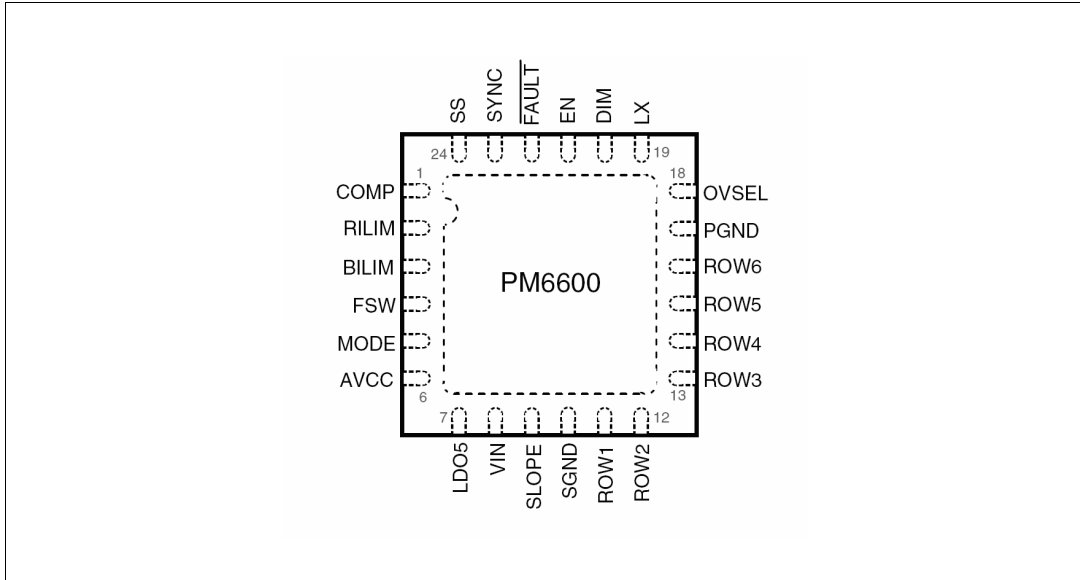 SS
SYNC
FAULT
EN
DIM
LX
24
19
1
18
COMP
OVSEL
RILIM
PGND
BILIM
ROW6
PM6600
FSW
ROW5
MODE
ROW4
AVCC
ROW3
6
13
7
12
LDO5
VIN
SLOPE
SGND
ROW1
ROW2